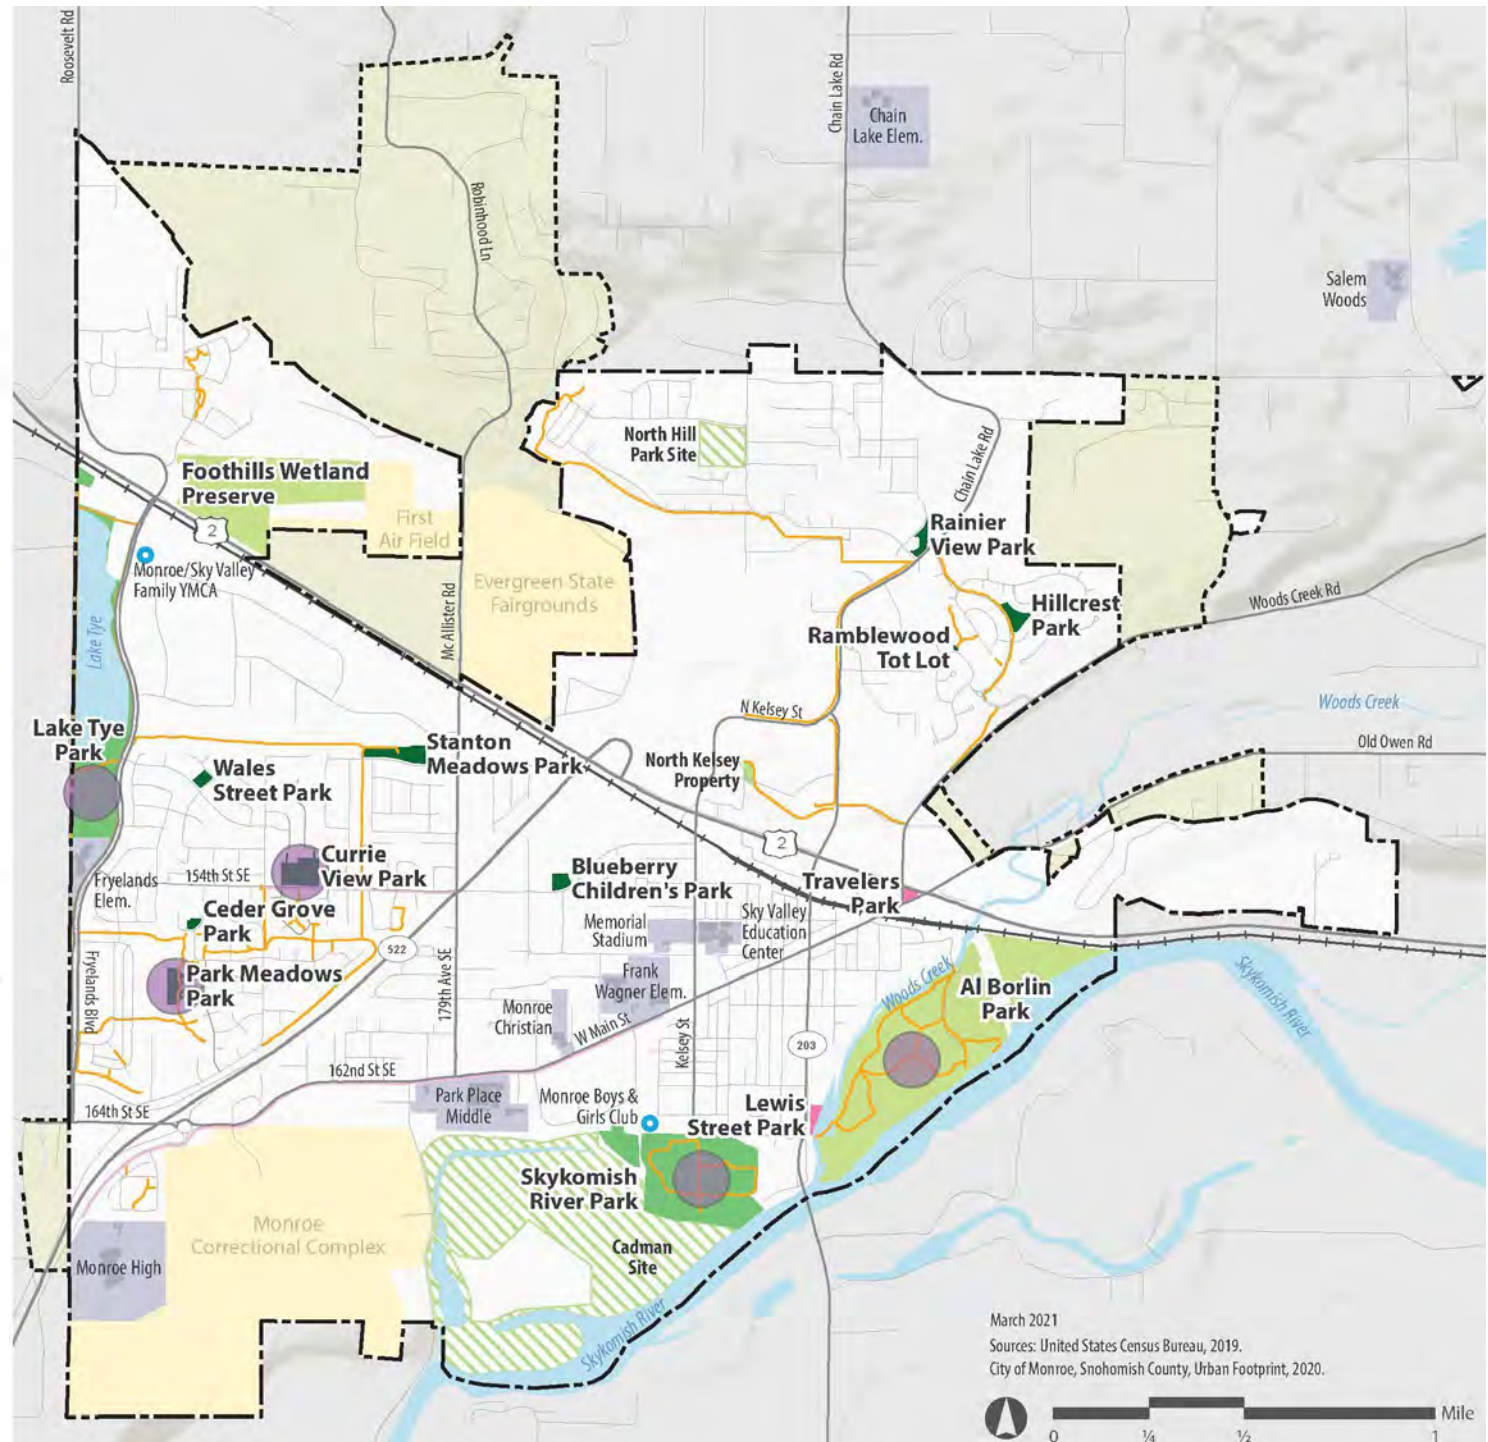 Roosevelt Rd
Chain Lake Rd
Chain
Lake Elem.
Robinhood Ln
Salem
Woods
North Hill
Park Site
Chain Lake Rd
Foothills Wetland
Preserve
2
First
Air Field
Rainier
View Park
Monroe/Sky Valley
Family YMCA
Evergreen State
Fairgrounds
Mc Allister Rd
Woods Creek Rd
Hillcrest
Park
Ramblewood
Tot Lot
Lake Tye
Woods Creek
N Kelsey St
Lake Tye
Park
Stanton
Meadows Park
Old Owen Rd
North Kelsey
Property
Wales
Street Park
2
Currie
View Park
154th St SE
Fryelands
Elem.
Blueberry
Children's Park
Travelers
Park
Ceder Grove
Park
Memorial
Stadium
Sky Valley
Education
Center
522
179th Ave SE
Fryelands Blvd
Park Meadows
Park
Frank
Wagner Elem.
Woods Creek
Al Borlin
Park
Skykomish River
Monroe
Christian
W Main St
Kelsey St
203
162nd St SE
Park Place
Middle
Monroe Boys &
Girls Club
164th St SE
Lewis
Street Park
Skykomish
River Park
Monroe
Correctional Complex
Cadman
Site
Monroe High
Skykomish River
March 2021
Sources: United States Census Bureau, 2019.
City of Monroe, Snohomish County, Urban Footprint, 2020.
Mile
0 ¼ ½ 1